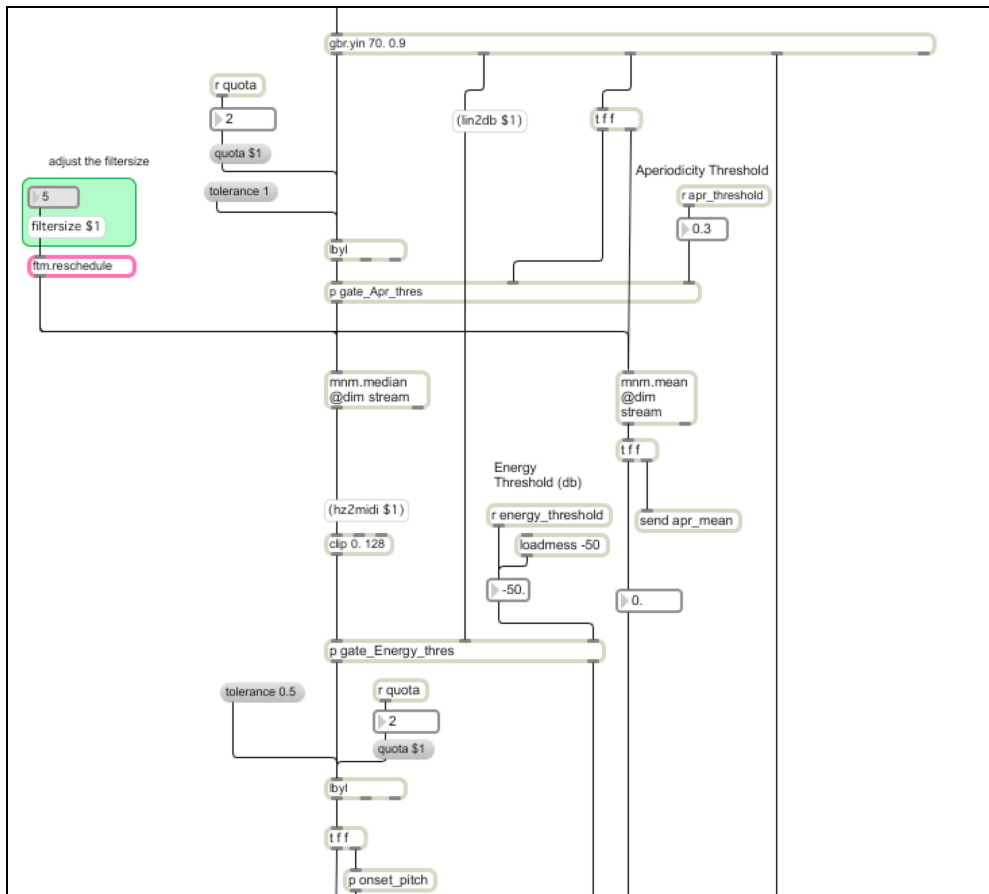 gbr.yin 70. 0.9
r quota
2
quota $1
(lin2db $1)
t f f
adjust the filtersize
5
filtersize $1
ftm.reschedule
tolerance 1
Aperiodicity Threshold
r apr_threshold
0.3
lbyl
p gate_Apr_thres
mnm.median
@dim stream
mnm.mean
@dim
stream
t f f
send apr_mean
Energy
Threshold (db)
r energy_threshold
loadmess -50
-50.
(hz2midi $1)
clip 0. 128
0.
p gate_Energy_thres
tolerance 0.5
r quota
2
quota $1
lbyl
t f f
p onset_pitch